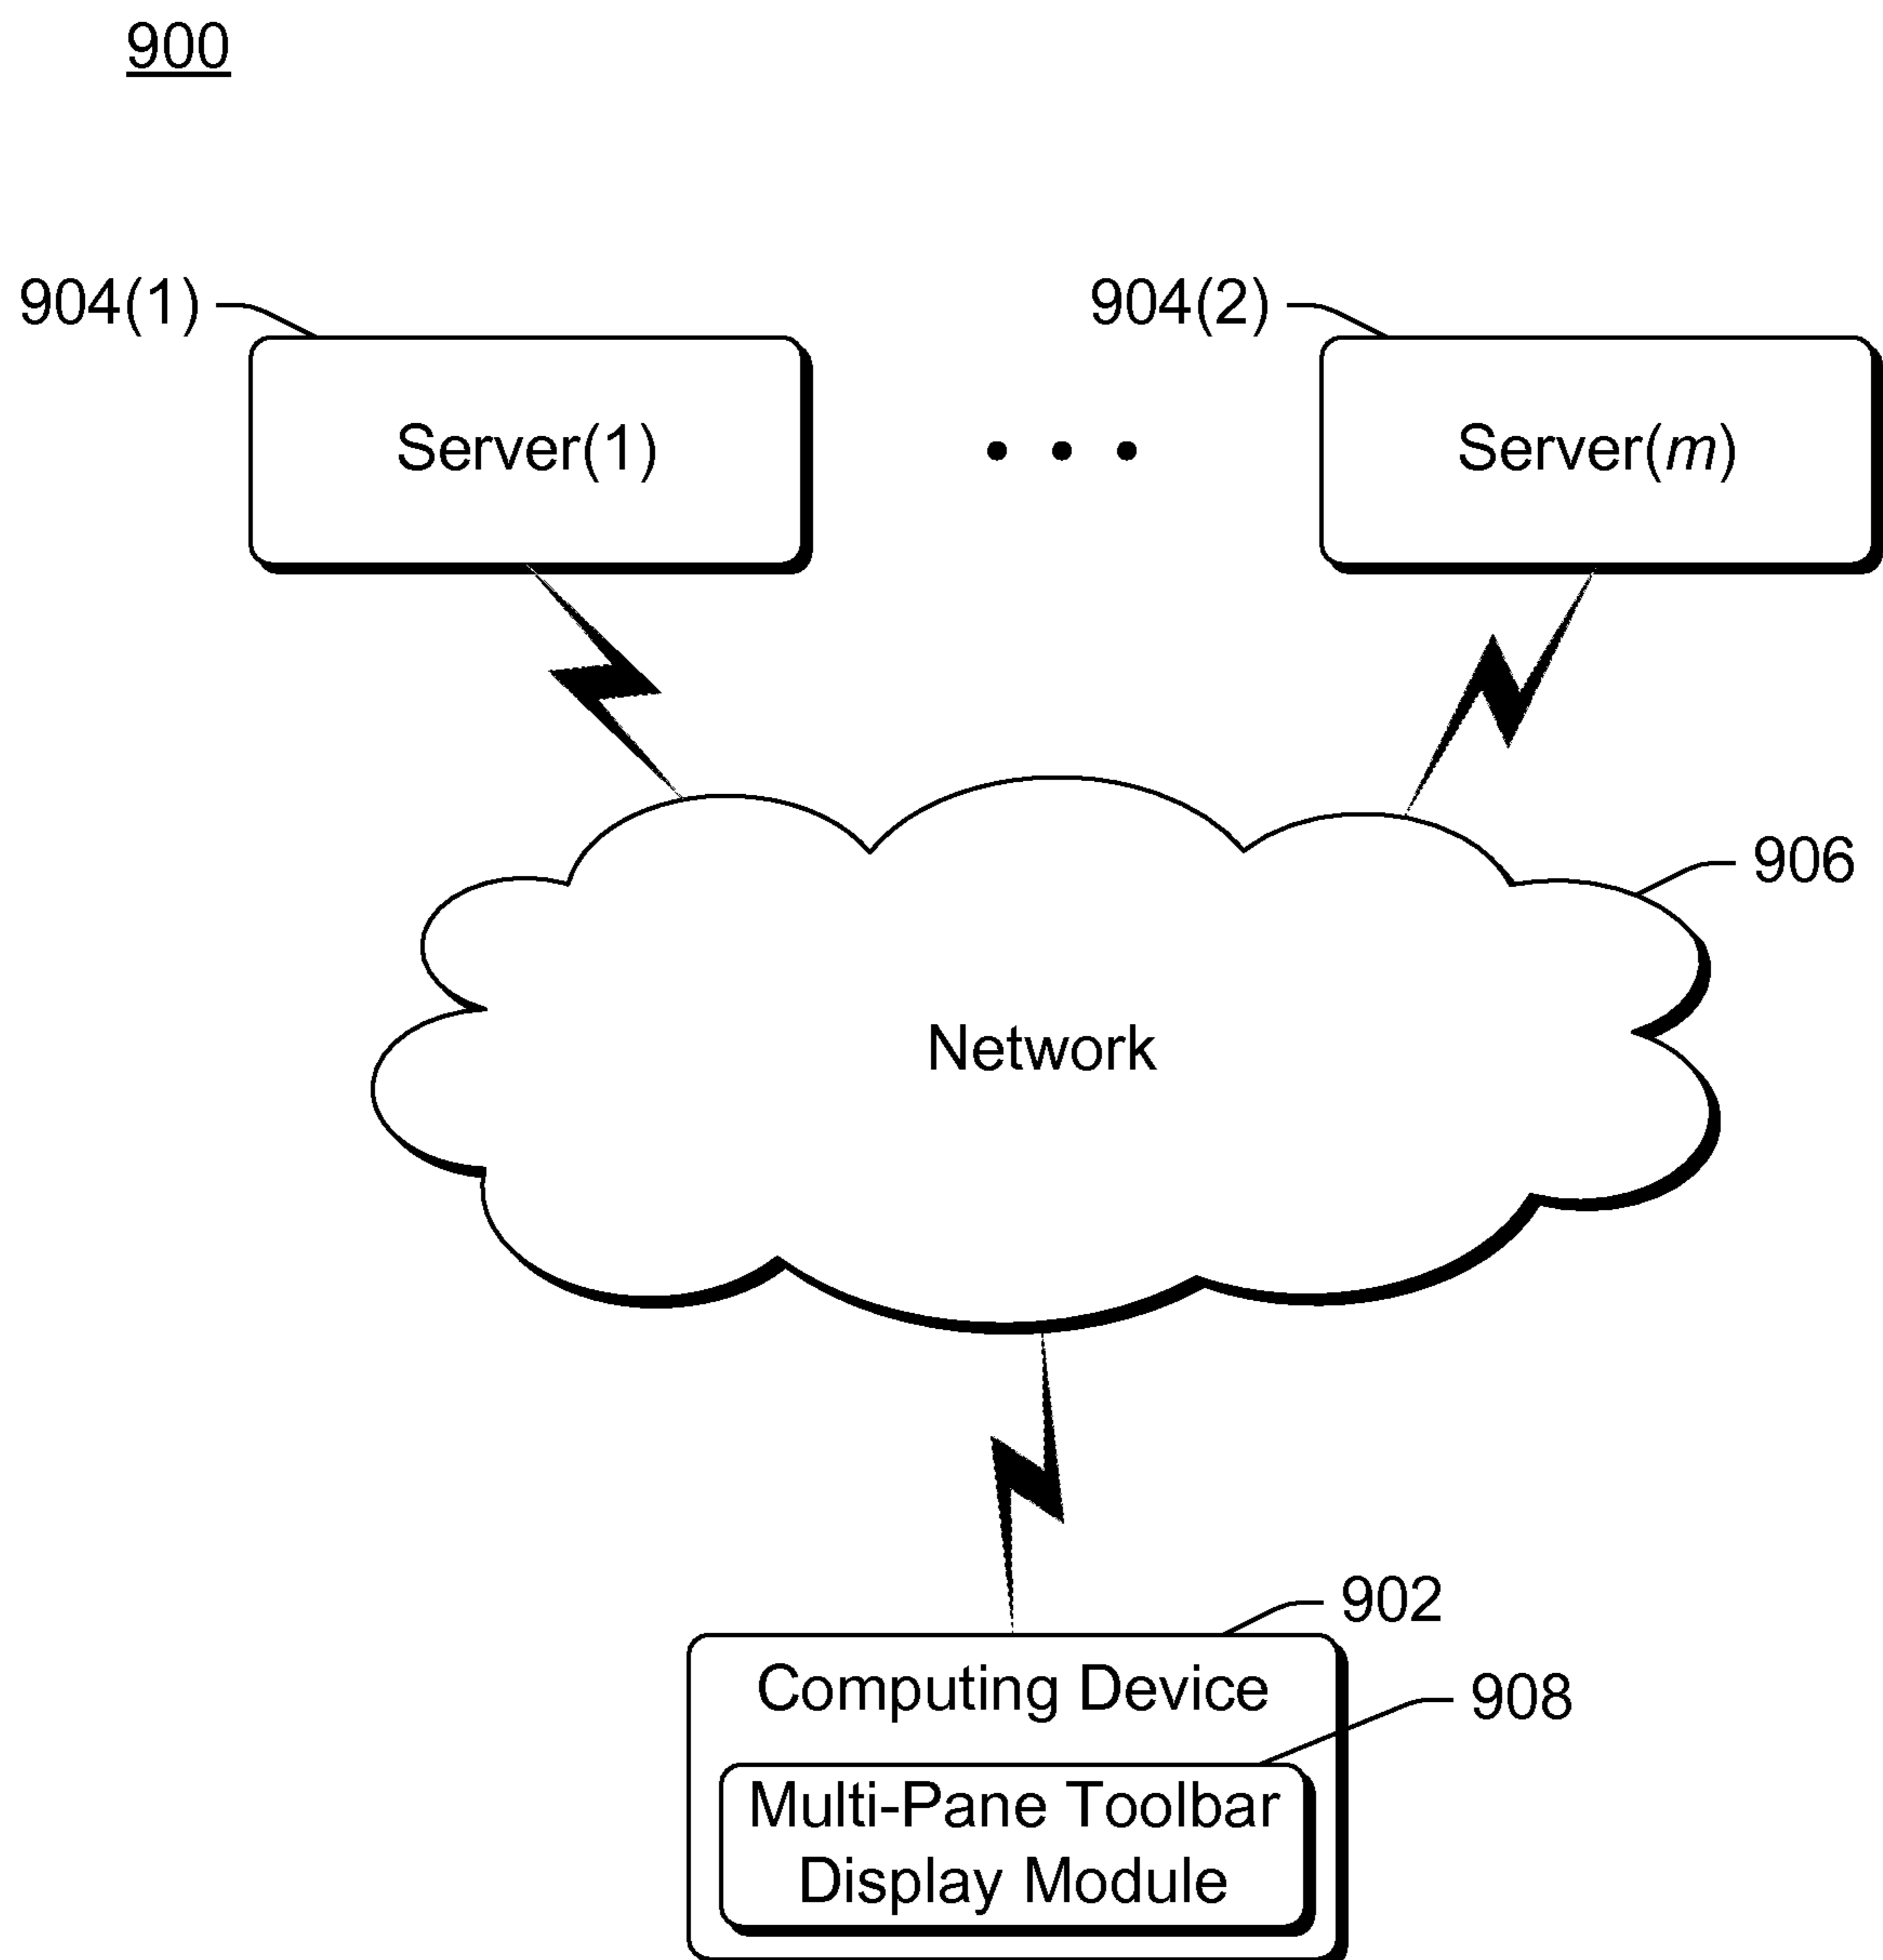 900
904(1)
904(2)
Server(1)
Server(m)
906
Network
902
Computing Device
908
Multi-Pane Toolbar
Display Module